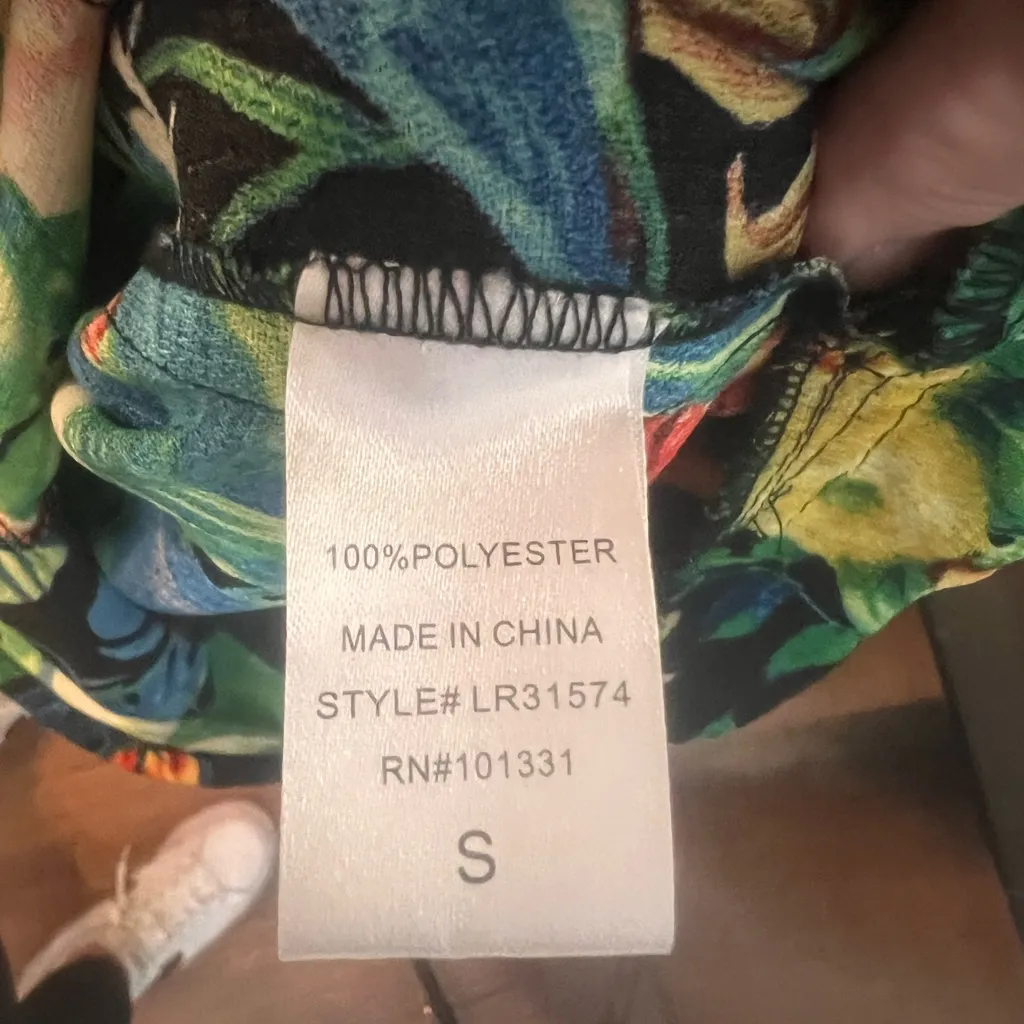 100%POLYESTER
MADE IN CHINA
STYLE# LR31574
RN#101331
S